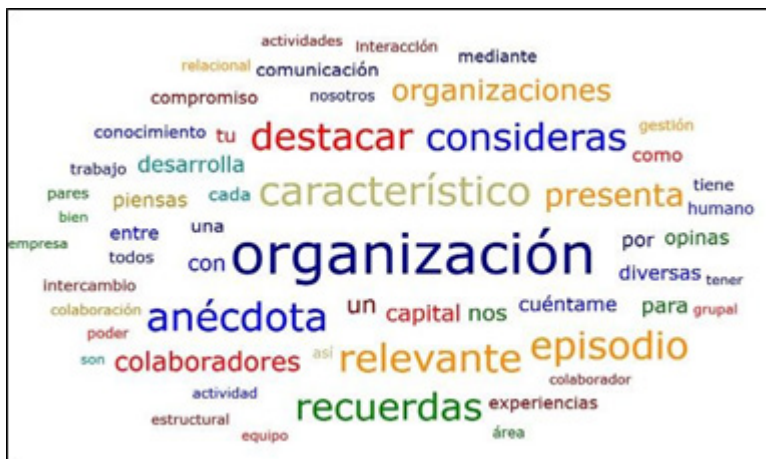 actividades Interacción mediante
relacional comunicación
compromiso nosotros organizaciones
conocimiento tu destacar consideras gestión
como
trabajo desarrolla
pares piensas cada característico presenta tiene
humano
bien
empresa entre una por opinas
todos con organización diversas tener
intercambio
colaboración anécdota un capital nos cuéntame para grupal
poder
son colaboradores así relevante episodio
colaborador
actividad recuerdas experiencias
estructural
equipo área